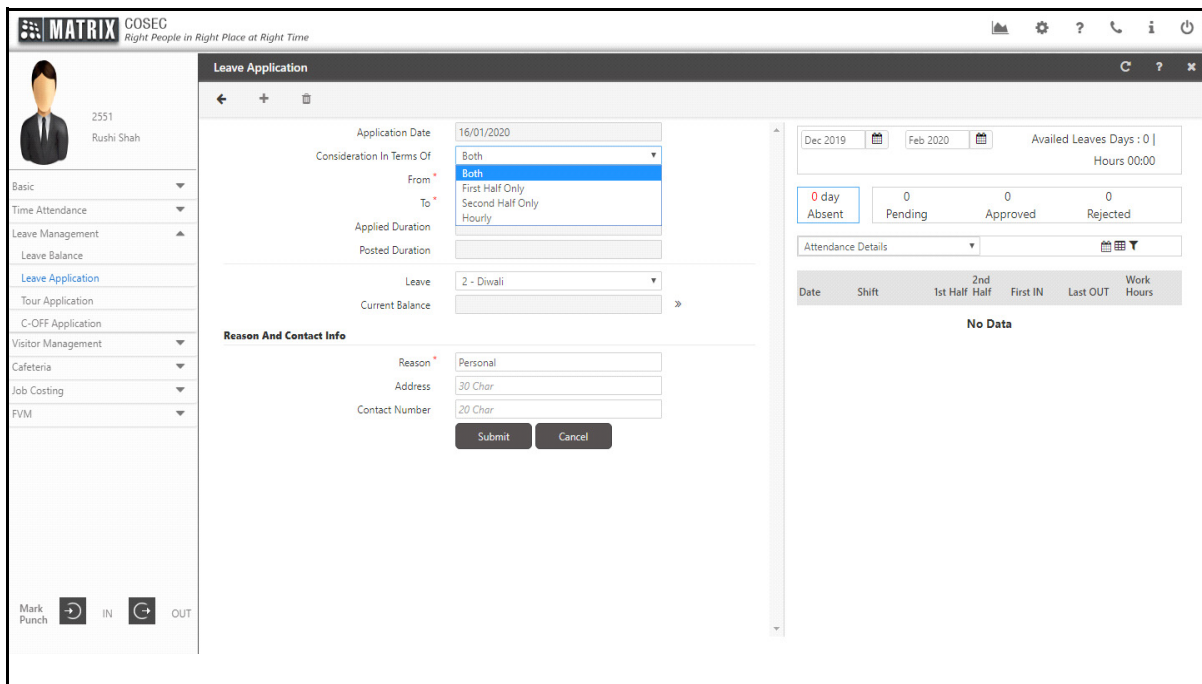 MATRIX COSEC
Right People in Right Place at Right Time
?
i
2551
Rushi Shah
Basic
Time Attendance
Leave Management
Leave Balance
Leave Application
Tour Application
C-OFF Application
Visitor Management
Cafeteria
Job Costing
FVM
Mark Punch
IN
OUT
Leave Application
?
Application Date 16/01/2020
Consideration In Terms Of Both
Both
First Half Only
Second Half Only
Hourly
From *
To *
Applied Duration
Posted Duration
Leave 2 - Diwali
Current Balance
Reason And Contact Info
Reason * Personal
Address 30 Char
Contact Number 20 Char
Submit Cancel
Dec 2019 Feb 2020 Availed Leaves Days : 0 |
Hours 00:00
0 day 0 0 0
Absent Pending Approved Rejected
Attendance Details
Date Shift 1st Half 2nd Half First IN Last OUT Work Hours
No Data